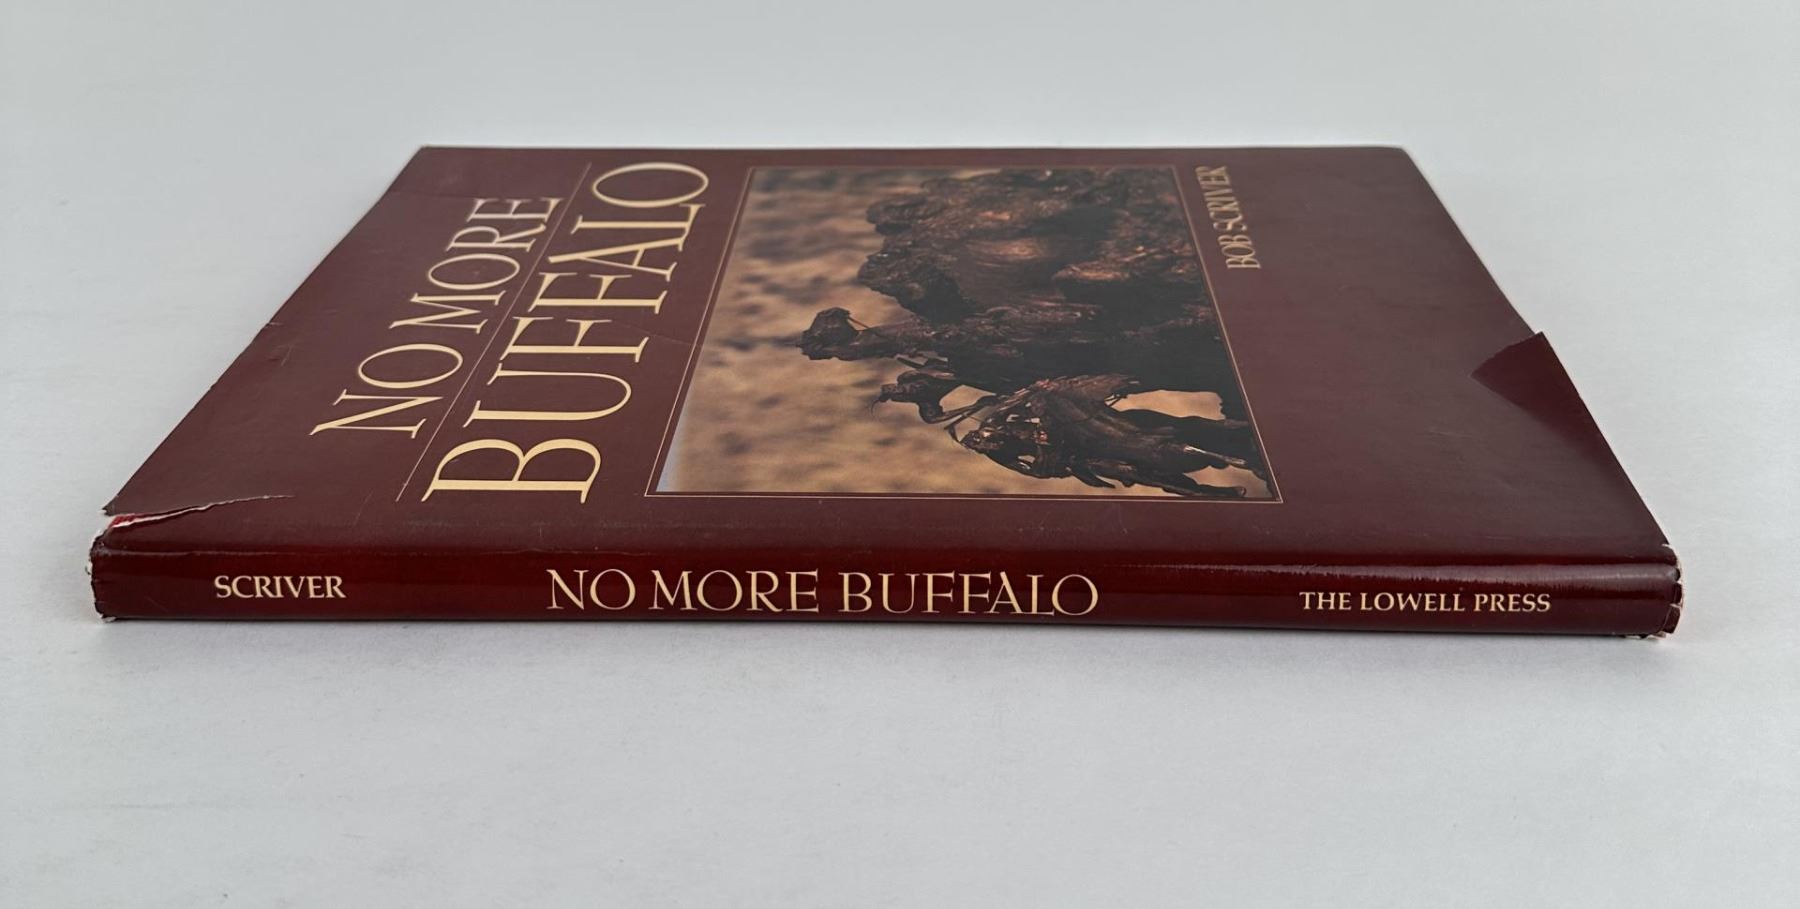 NO MORE
BUFFALO
BOB SCRIVER
SCRIVER
NO MORE BUFFALO
THE LOWELL PRESS